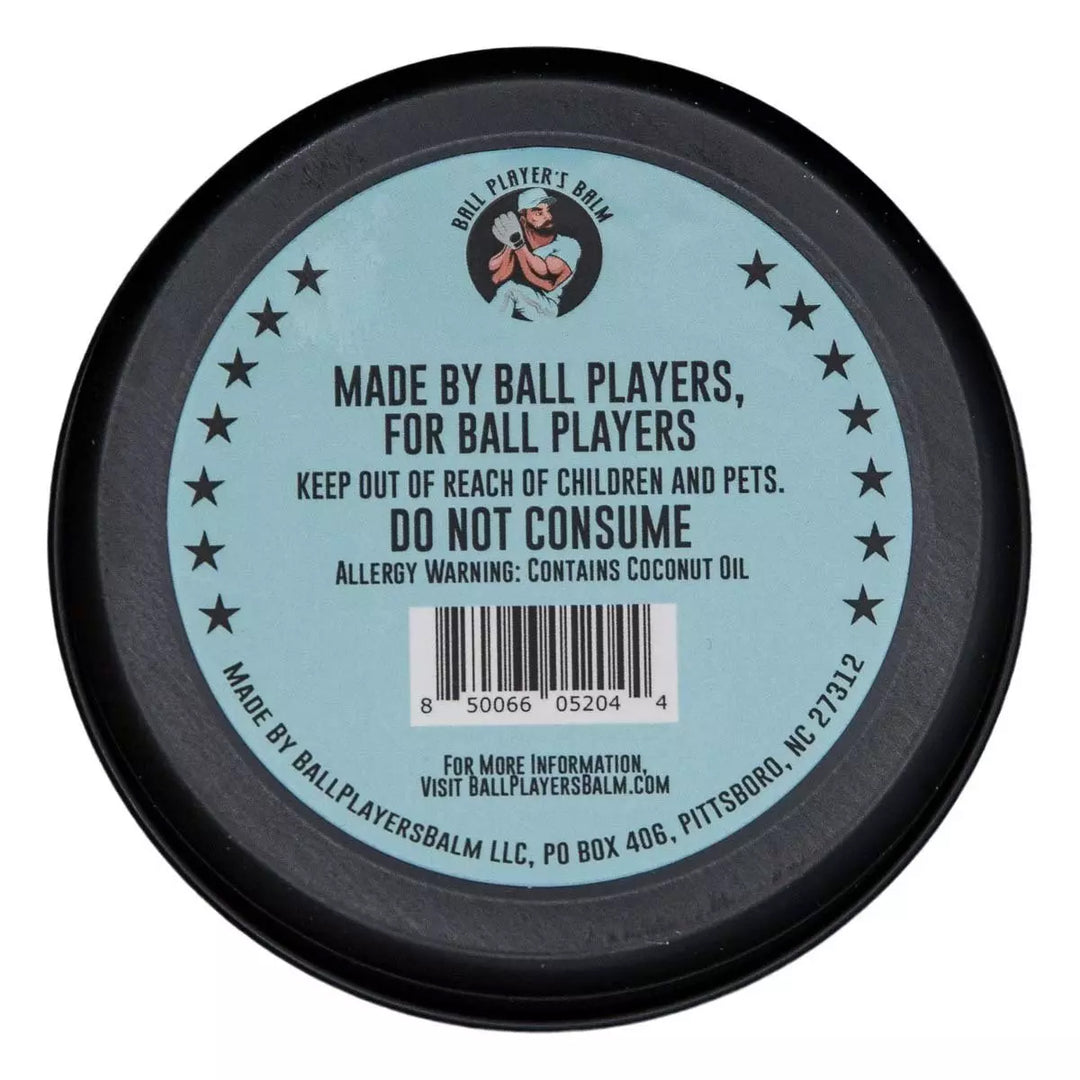 BALL PLAYER'S BALM
MADE BY BALL PLAYERS,
FOR BALL PLAYERS
KEEP OUT OF REACH OF CHILDREN AND PETS.
DO NOT CONSUME
ALLERGY WARNING: CONTAINS COCONUT OIL
8 50066 05204 4
FOR MORE INFORMATION,
VISIT BALLPLAYERSBALM.COM
MADE BY BALLPLAYERSBALM LLC, PO BOX 406, PITTSBORO, NC 27312